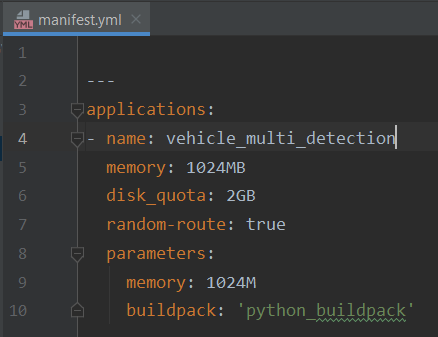 manifest.yml
YML
1
2 ---
3 applications:
4 - name: vehicle_multi_detection
5 memory: 1024MB
6 disk_quota: 2GB
7 random-route: true
8 parameters:
9 memory: 1024M
10 buildpack: 'python_buildpack'